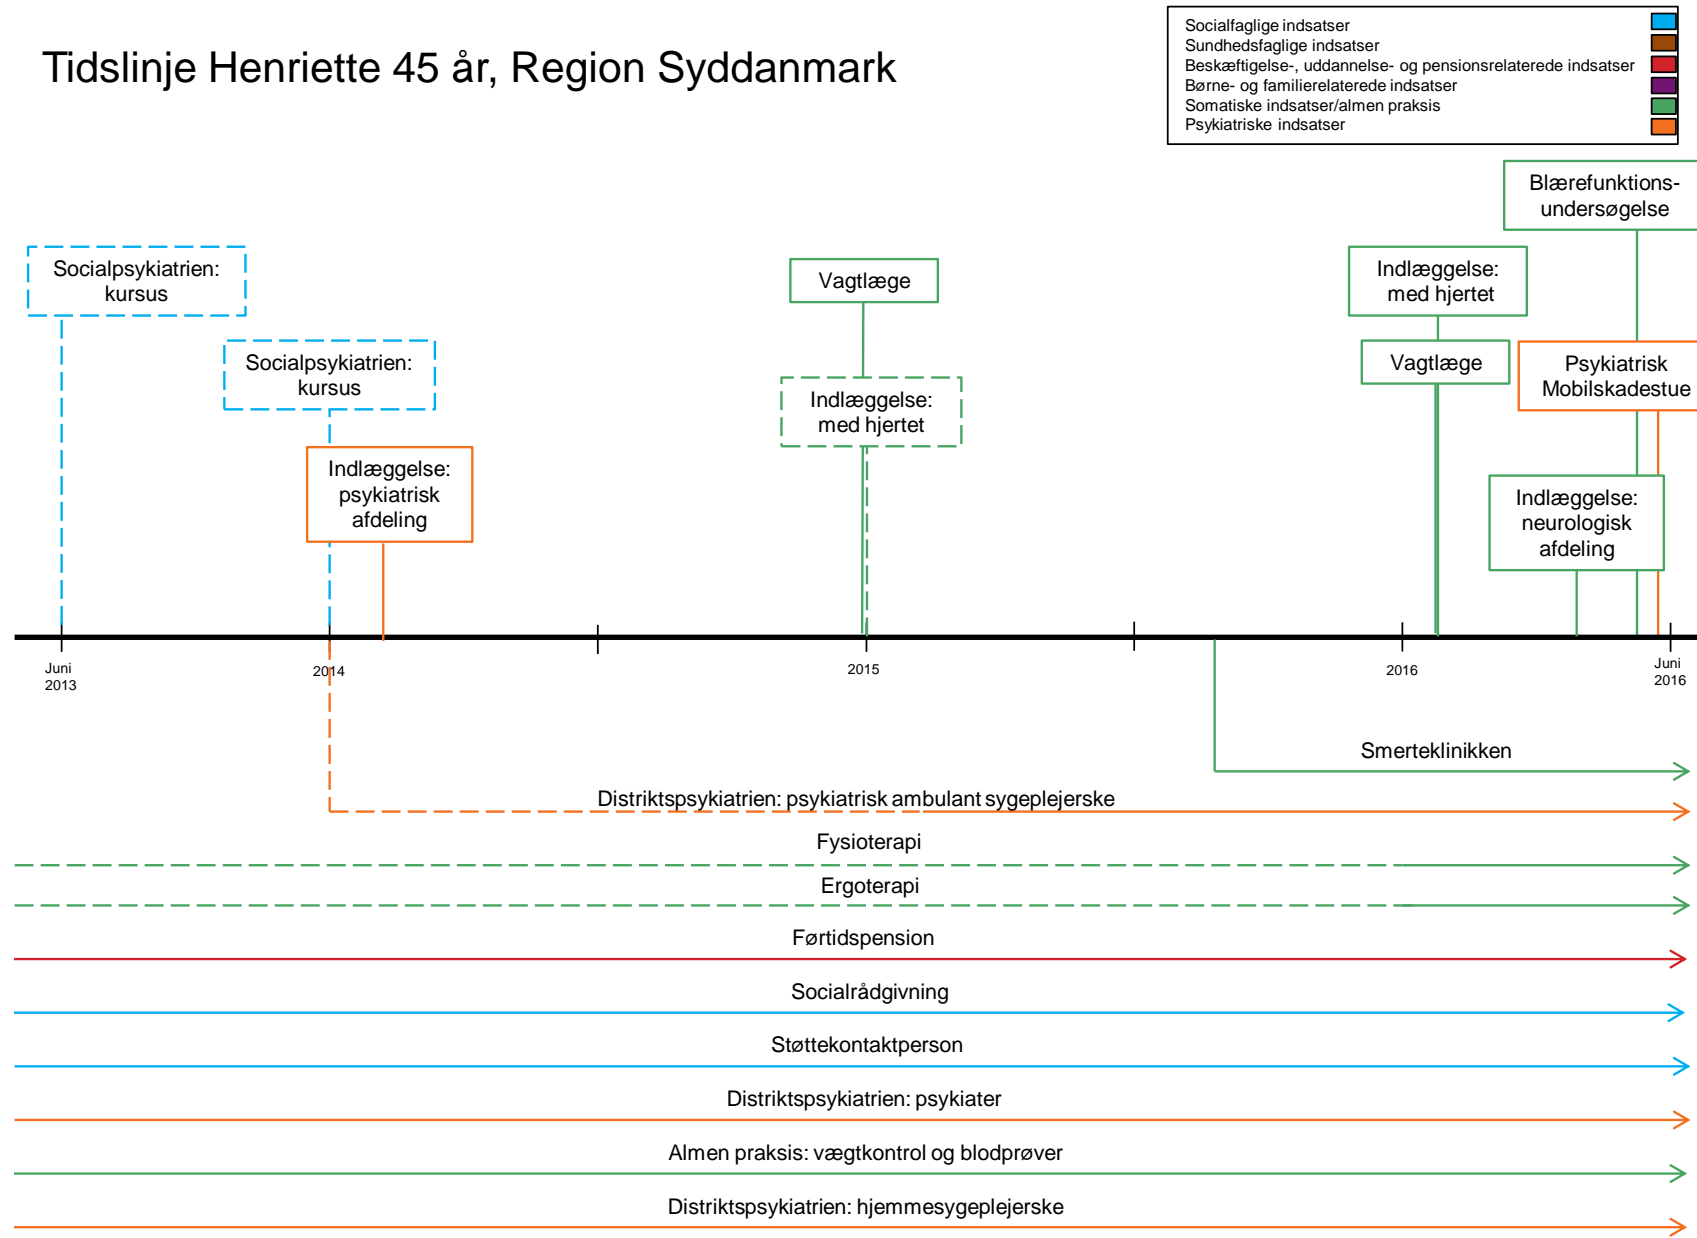 Tidslinje Henriette 45 år, Region Syddanmark
Socialfaglige indsatser
Sundhedsfaglige indsatser
Beskæftigelse-, uddannelse- og pensionsrelaterede indsatser
Børne- og familierelaterede indsatser
Somatiske indsatser/almen praksis
Psykiatriske indsatser
Blærefunktions-
undersøgelse
Socialpsykiatrien:
kursus
Vagtlæge
Indlæggelse:
med hjertet
Socialpsykiatrien:
kursus
Indlæggelse:
med hjertet
Vagtlæge
Psykiatrisk
Mobilskadestue
Indlæggelse:
psykiatrisk
afdeling
Indlæggelse:
neurologisk
afdeling
Juni
2013
2014
2015
2016
Juni
2016
Smerteklinikken
Distriktspsykiatrien: psykiatrisk ambulant sygeplejerske
Fysioterapi
Ergoterapi
Førtidspension
Socialrådgivning
Støttekontaktperson
Distriktspsykiatrien: psykiater
Almen praksis: vægtkontrol og blodprøver
Distriktspsykiatrien: hjemmesygeplejerske